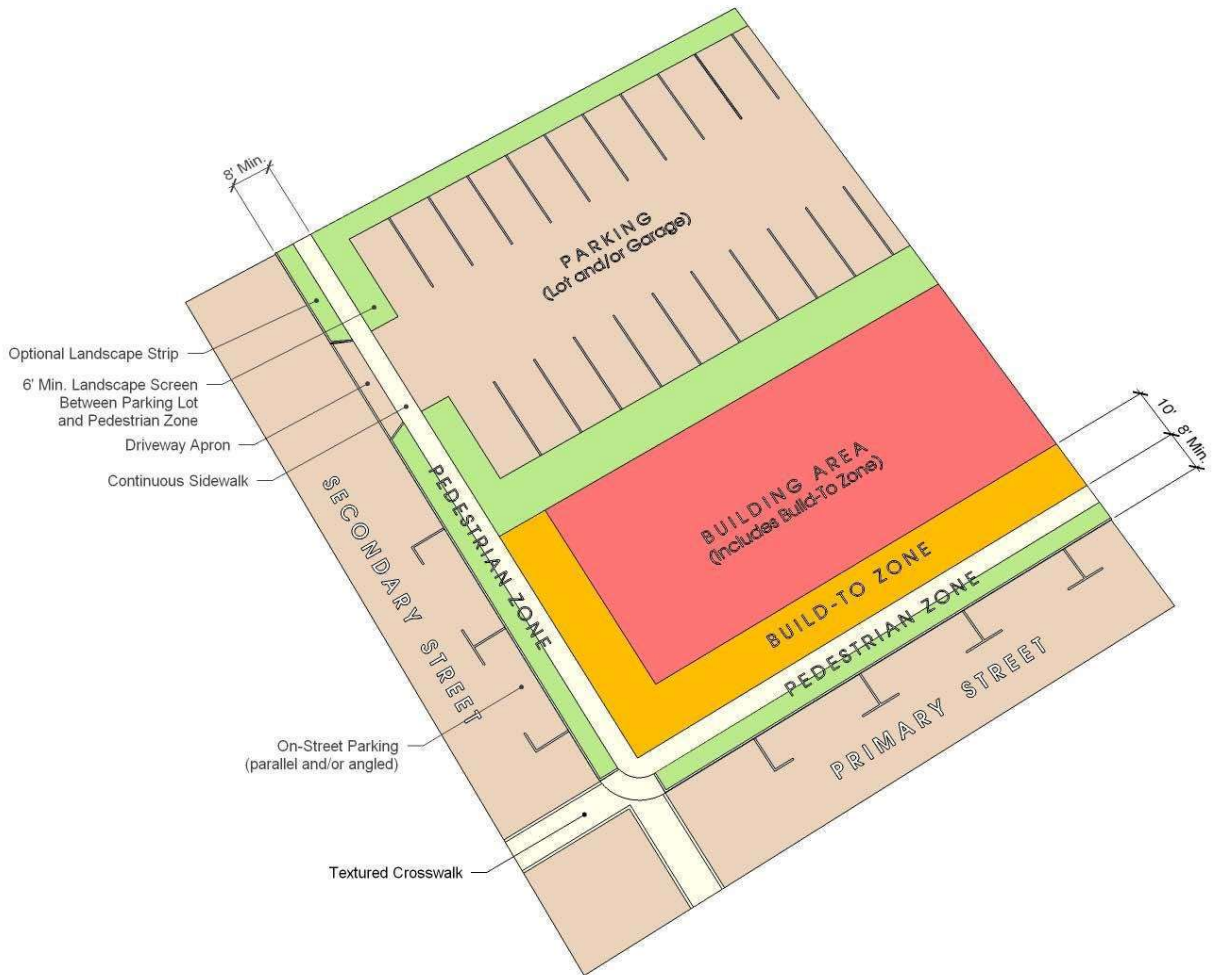 8' Min.
PARKING
(Lot and/or Garage)
Optional Landscape Strip
6' Min. Landscape Screen
Between Parking Lot
and Pedestrian Zone
Driveway Apron
Continuous Sidewalk
10'
8' Min.
BUILDING AREA
(Includes Build-To Zone)
BUILD-TO ZONE
PEDESTRIAN ZONE
PEDESTRIAN ZONE
SECONDARY STREET
PRIMARY STREET
On-Street Parking
(parallel and/or angled)
Textured Crosswalk